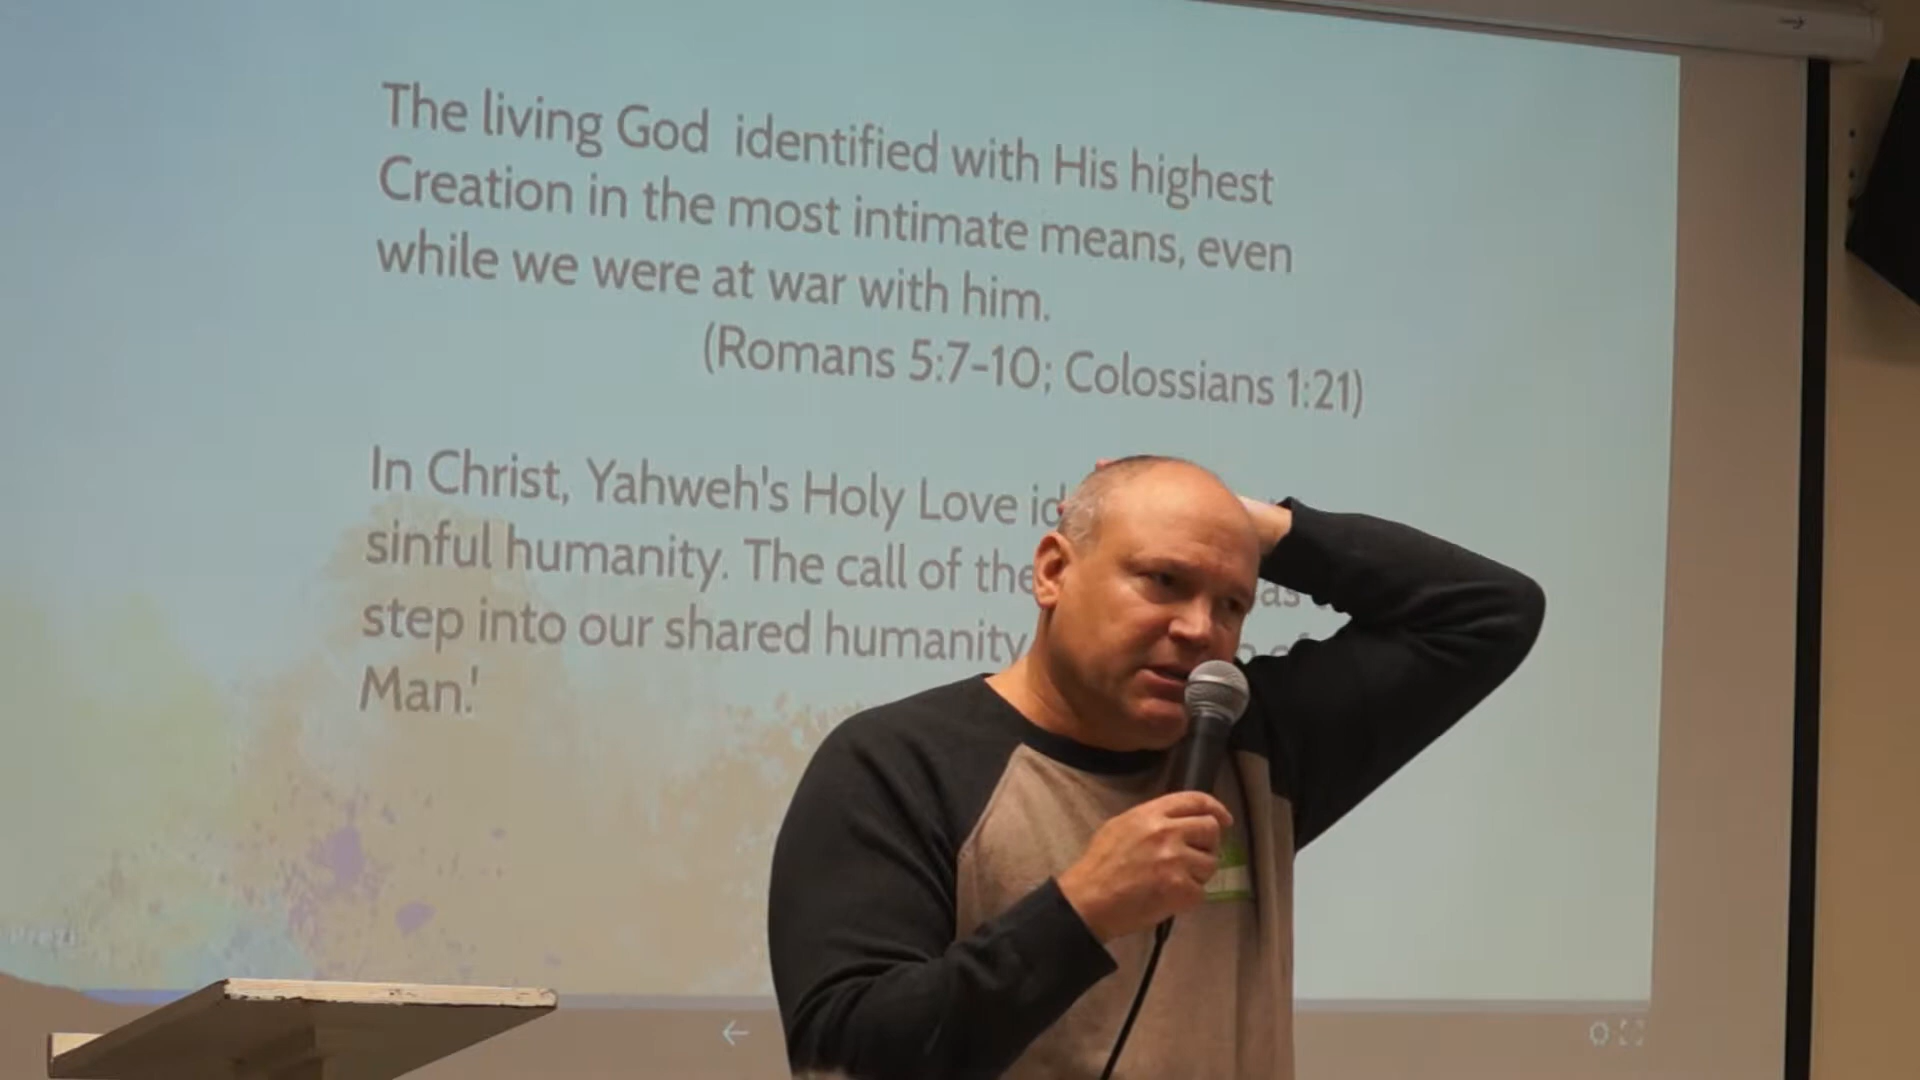 The living God identified with His highest
Creation in the most intimate means, even
while we were at war with him.
(Romans 5:7-10; Colossians 1:21)
In Christ, Yahweh's Holy Love
sinful humanity. The call of the
step into our shared humanity
Man.'
Prezi